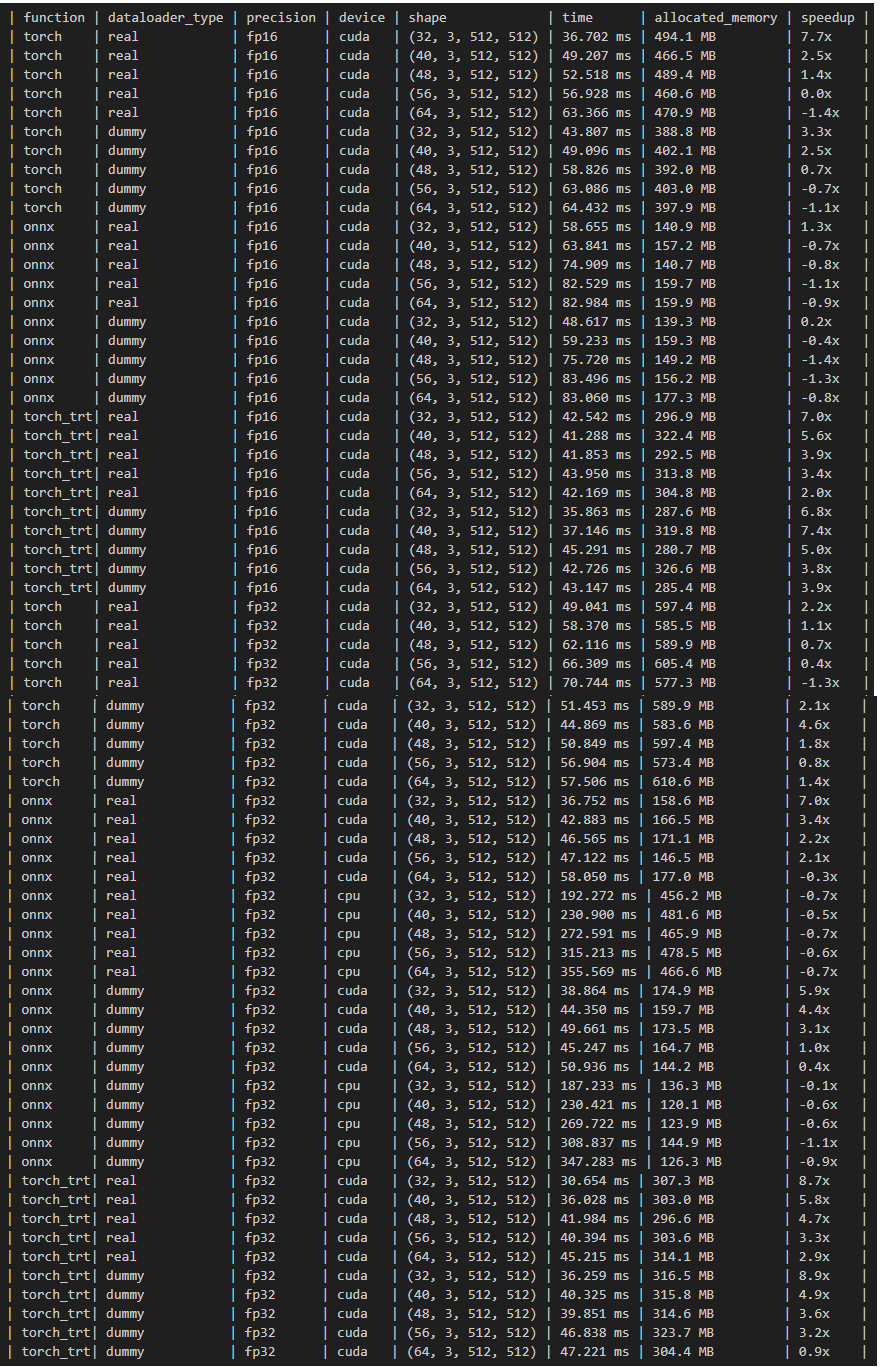 | function | dataloader_type | precision | device | shape | time | allocated_memory | speedup |
| torch | real | fp16 | cuda | (32, 3, 512, 512) | 36.702 ms | 494.1 MB | 7.7x |
| torch | real | fp16 | cuda | (40, 3, 512, 512) | 49.207 ms | 466.5 MB | 2.5x |
| torch | real | fp16 | cuda | (48, 3, 512, 512) | 52.518 ms | 489.4 MB | 1.4x |
| torch | real | fp16 | cuda | (56, 3, 512, 512) | 56.928 ms | 460.6 MB | 0.0x |
| torch | real | fp16 | cuda | (64, 3, 512, 512) | 63.366 ms | 470.9 MB | -1.4x |
| torch | dummy | fp16 | cuda | (32, 3, 512, 512) | 43.807 ms | 388.8 MB | 3.3x |
| torch | dummy | fp16 | cuda | (40, 3, 512, 512) | 49.096 ms | 402.1 MB | 2.5x |
| torch | dummy | fp16 | cuda | (48, 3, 512, 512) | 58.826 ms | 392.0 MB | 0.7x |
| torch | dummy | fp16 | cuda | (56, 3, 512, 512) | 63.086 ms | 403.0 MB | -0.7x |
| torch | dummy | fp16 | cuda | (64, 3, 512, 512) | 64.432 ms | 397.9 MB | -1.1x |
| onnx | real | fp16 | cuda | (32, 3, 512, 512) | 58.655 ms | 140.9 MB | 1.3x |
| onnx | real | fp16 | cuda | (40, 3, 512, 512) | 63.841 ms | 157.2 MB | -0.7x |
| onnx | real | fp16 | cuda | (48, 3, 512, 512) | 74.909 ms | 140.7 MB | -0.8x |
| onnx | real | fp16 | cuda | (56, 3, 512, 512) | 82.529 ms | 159.7 MB | -1.1x |
| onnx | real | fp16 | cuda | (64, 3, 512, 512) | 82.984 ms | 159.9 MB | -0.9x |
| onnx | dummy | fp16 | cuda | (32, 3, 512, 512) | 48.617 ms | 139.3 MB | 0.2x |
| onnx | dummy | fp16 | cuda | (40, 3, 512, 512) | 59.233 ms | 159.3 MB | -0.4x |
| onnx | dummy | fp16 | cuda | (48, 3, 512, 512) | 75.720 ms | 149.2 MB | -1.4x |
| onnx | dummy | fp16 | cuda | (56, 3, 512, 512) | 83.496 ms | 156.2 MB | -1.3x |
| onnx | dummy | fp16 | cuda | (64, 3, 512, 512) | 83.060 ms | 177.3 MB | -0.8x |
| torch_trt| real | fp16 | cuda | (32, 3, 512, 512) | 42.542 ms | 296.9 MB | 7.0x |
| torch_trt| real | fp16 | cuda | (40, 3, 512, 512) | 41.288 ms | 322.4 MB | 5.6x |
| torch_trt| real | fp16 | cuda | (48, 3, 512, 512) | 41.853 ms | 292.5 MB | 3.9x |
| torch_trt| real | fp16 | cuda | (56, 3, 512, 512) | 43.950 ms | 313.8 MB | 3.4x |
| torch_trt| real | fp16 | cuda | (64, 3, 512, 512) | 42.169 ms | 304.8 MB | 2.0x |
| torch_trt| dummy | fp16 | cuda | (32, 3, 512, 512) | 35.863 ms | 287.6 MB | 6.8x |
| torch_trt| dummy | fp16 | cuda | (40, 3, 512, 512) | 37.146 ms | 319.8 MB | 7.4x |
| torch_trt| dummy | fp16 | cuda | (48, 3, 512, 512) | 45.291 ms | 280.7 MB | 5.0x |
| torch_trt| dummy | fp16 | cuda | (56, 3, 512, 512) | 42.726 ms | 326.6 MB | 3.8x |
| torch_trt| dummy | fp16 | cuda | (64, 3, 512, 512) | 43.147 ms | 285.4 MB | 3.9x |
| torch | real | fp32 | cuda | (32, 3, 512, 512) | 49.041 ms | 597.4 MB | 2.2x |
| torch | real | fp32 | cuda | (40, 3, 512, 512) | 58.370 ms | 585.5 MB | 1.1x |
| torch | real | fp32 | cuda | (48, 3, 512, 512) | 62.116 ms | 589.9 MB | 0.7x |
| torch | real | fp32 | cuda | (56, 3, 512, 512) | 66.309 ms | 605.4 MB | 0.4x |
| torch | real | fp32 | cuda | (64, 3, 512, 512) | 70.744 ms | 577.3 MB | -1.3x |
| torch | dummy | fp32 | cuda | (32, 3, 512, 512) | 51.453 ms | 589.9 MB | 2.1x |
| torch | dummy | fp32 | cuda | (40, 3, 512, 512) | 44.869 ms | 583.6 MB | 4.6x |
| torch | dummy | fp32 | cuda | (48, 3, 512, 512) | 50.849 ms | 597.4 MB | 1.8x |
| torch | dummy | fp32 | cuda | (56, 3, 512, 512) | 56.904 ms | 573.4 MB | 0.8x |
| torch | dummy | fp32 | cuda | (64, 3, 512, 512) | 57.506 ms | 610.6 MB | 1.4x |
| onnx | real | fp32 | cuda | (32, 3, 512, 512) | 36.752 ms | 158.6 MB | 7.0x |
| onnx | real | fp32 | cuda | (40, 3, 512, 512) | 42.883 ms | 166.5 MB | 3.4x |
| onnx | real | fp32 | cuda | (48, 3, 512, 512) | 46.565 ms | 171.1 MB | 2.2x |
| onnx | real | fp32 | cuda | (56, 3, 512, 512) | 47.122 ms | 146.5 MB | 2.1x |
| onnx | real | fp32 | cuda | (64, 3, 512, 512) | 58.050 ms | 177.0 MB | -0.3x |
| onnx | real | fp32 | cpu | (32, 3, 512, 512) | 192.272 ms | 456.2 MB | -0.7x |
| onnx | real | fp32 | cpu | (40, 3, 512, 512) | 230.900 ms | 481.6 MB | -0.5x |
| onnx | real | fp32 | cpu | (48, 3, 512, 512) | 272.591 ms | 465.9 MB | -0.7x |
| onnx | real | fp32 | cpu | (56, 3, 512, 512) | 315.213 ms | 478.5 MB | -0.6x |
| onnx | real | fp32 | cpu | (64, 3, 512, 512) | 355.569 ms | 466.6 MB | -0.7x |
| onnx | dummy | fp32 | cuda | (32, 3, 512, 512) | 38.864 ms | 174.9 MB | 5.9x |
| onnx | dummy | fp32 | cuda | (40, 3, 512, 512) | 44.350 ms | 159.7 MB | 4.4x |
| onnx | dummy | fp32 | cuda | (48, 3, 512, 512) | 49.661 ms | 173.5 MB | 3.1x |
| onnx | dummy | fp32 | cuda | (56, 3, 512, 512) | 45.247 ms | 164.7 MB | 1.0x |
| onnx | dummy | fp32 | cuda | (64, 3, 512, 512) | 50.936 ms | 144.2 MB | 0.4x |
| onnx | dummy | fp32 | cpu | (32, 3, 512, 512) | 187.233 ms | 136.3 MB | -0.1x |
| onnx | dummy | fp32 | cpu | (40, 3, 512, 512) | 230.421 ms | 120.1 MB | -0.6x |
| onnx | dummy | fp32 | cpu | (48, 3, 512, 512) | 269.722 ms | 123.9 MB | -0.6x |
| onnx | dummy | fp32 | cpu | (56, 3, 512, 512) | 308.837 ms | 144.9 MB | -1.1x |
| onnx | dummy | fp32 | cpu | (64, 3, 512, 512) | 347.283 ms | 126.3 MB | -0.9x |
| torch_trt| real | fp32 | cuda | (32, 3, 512, 512) | 30.654 ms | 307.3 MB | 8.7x |
| torch_trt| real | fp32 | cuda | (40, 3, 512, 512) | 36.028 ms | 303.0 MB | 5.8x |
| torch_trt| real | fp32 | cuda | (48, 3, 512, 512) | 41.984 ms | 296.6 MB | 4.7x |
| torch_trt| real | fp32 | cuda | (56, 3, 512, 512) | 40.394 ms | 303.6 MB | 3.3x |
| torch_trt| real | fp32 | cuda | (64, 3, 512, 512) | 45.215 ms | 314.1 MB | 2.9x |
| torch_trt| dummy | fp32 | cuda | (32, 3, 512, 512) | 36.259 ms | 316.5 MB | 8.9x |
| torch_trt| dummy | fp32 | cuda | (40, 3, 512, 512) | 40.325 ms | 315.8 MB | 4.9x |
| torch_trt| dummy | fp32 | cuda | (48, 3, 512, 512) | 39.851 ms | 314.6 MB | 3.6x |
| torch_trt| dummy | fp32 | cuda | (56, 3, 512, 512) | 46.838 ms | 323.7 MB | 3.2x |
| torch_trt| dummy | fp32 | cuda | (64, 3, 512, 512) | 47.221 ms | 304.4 MB | 0.9x |